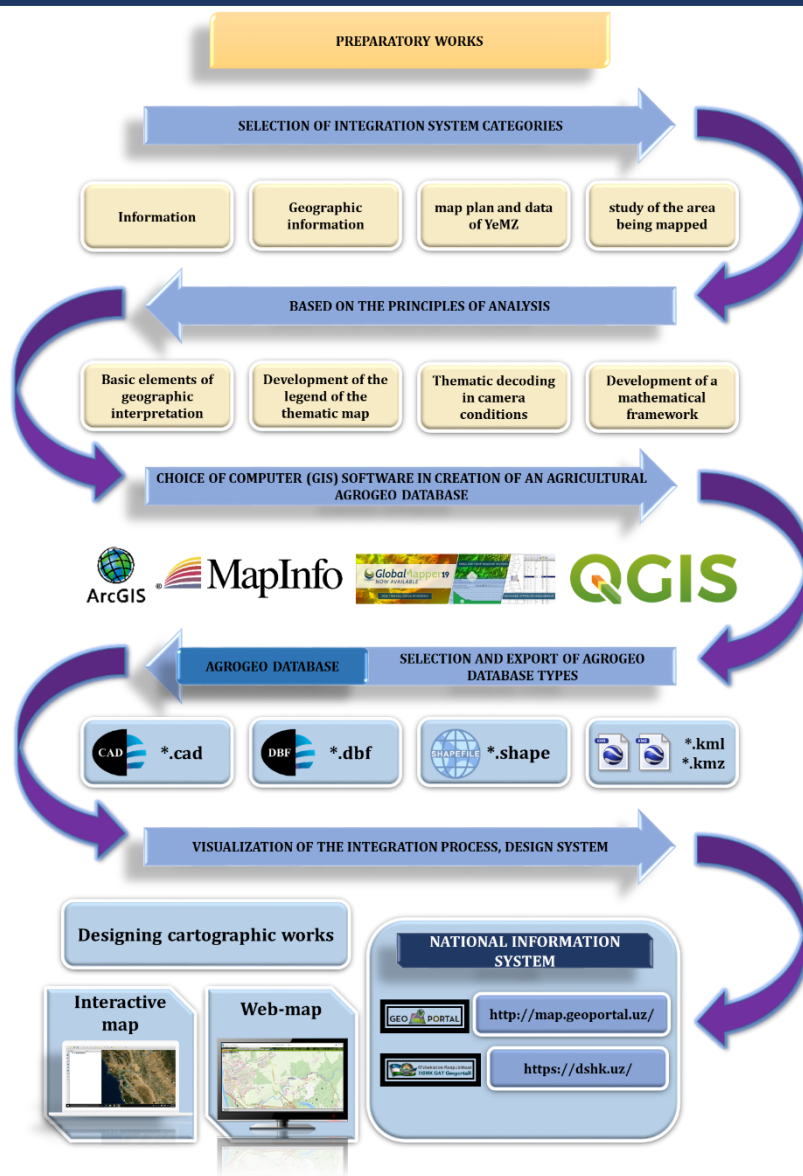 PREPARATORY WORKS
SELECTION OF INTEGRATION SYSTEM CATEGORIES
Information
Geographic
information
map plan and data
of YeMZ
study of the area
being mapped
BASED ON THE PRINCIPLES OF ANALYSIS
Basic elements of
geographic
interpretation
Development of the
legend of the
thematic map
Thematic decoding
in camera
conditions
Development of a
mathematical
framework
CHOICE OF COMPUTER (GIS) SOFTWARE IN CREATION OF AN AGRICULTURAL
AGROGEO DATABASE
ArcGIS
® MapInfo
GlobalMapper 19
NOW AVAILABLE
QGIS
AGROGEO DATABASE
SELECTION AND EXPORT OF AGROGEO
DATABASE TYPES
CAD *.cad
DBF *.dbf
SHAPEFILE *.shape
*.kml
*.kmz
VISUALIZATION OF THE INTEGRATION PROCESS, DESIGN SYSTEM
Designing cartographic works
Interactive
map
Web-map
NATIONAL INFORMATION
SYSTEM
GEO PORTAL
http://map.geoportal.uz/
https://dshk.uz/